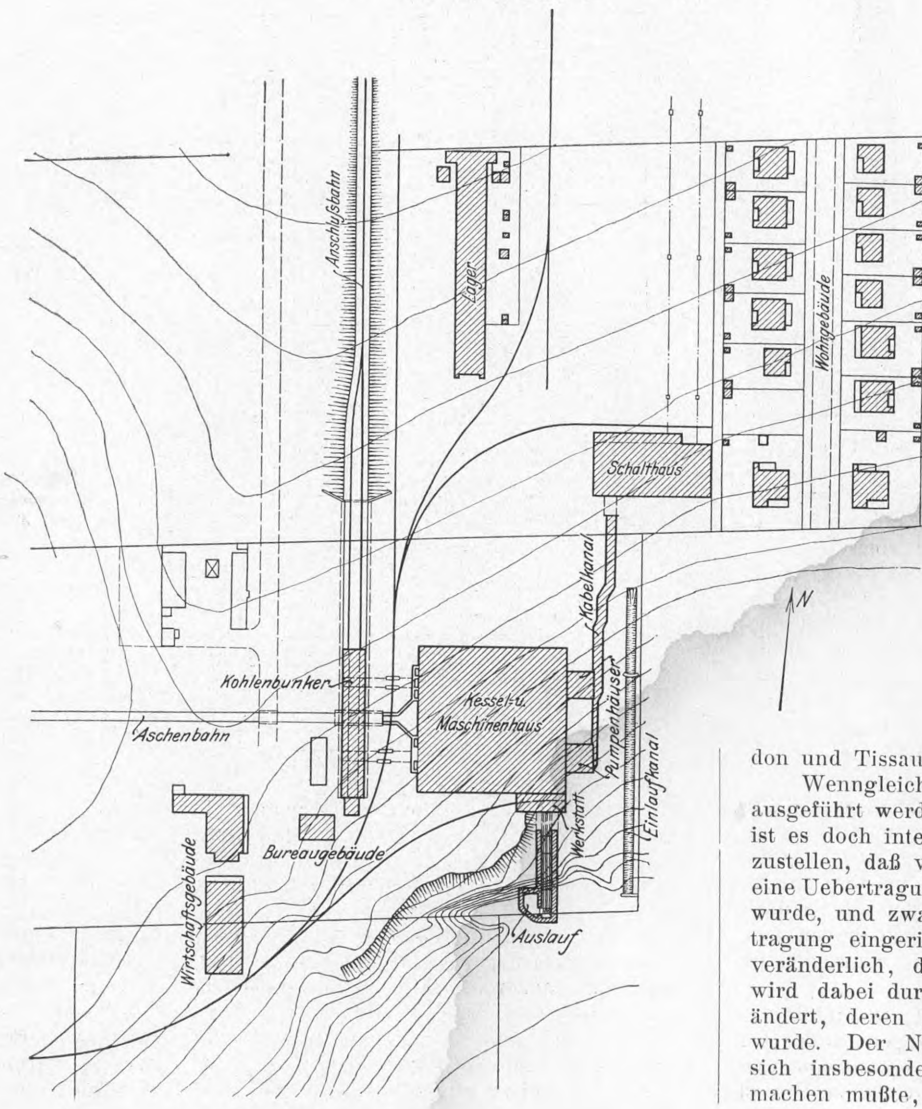 Anschlußbahn
Lager
Wohngebäude
Schalthaus
Kabelkanal
N
Kohlenbunker
Kessel-u.
Maschinenhaus
Pumpenhäuser
Aschenbahn
Einlaufkanal
Werkstatt
Bureaugebäude
Wirtschaftsgebäude
Auslauf
don und Tissau
Wenngleich
ausgeführt werd
ist es doch inte
zustellen, daß v
eine Uebertragu
wurde, und zwa
tragung eingeri
veränderlich, d
wird dabei dur
ändert, deren
wurde. Der N
sich insbesonde
machen mußte,